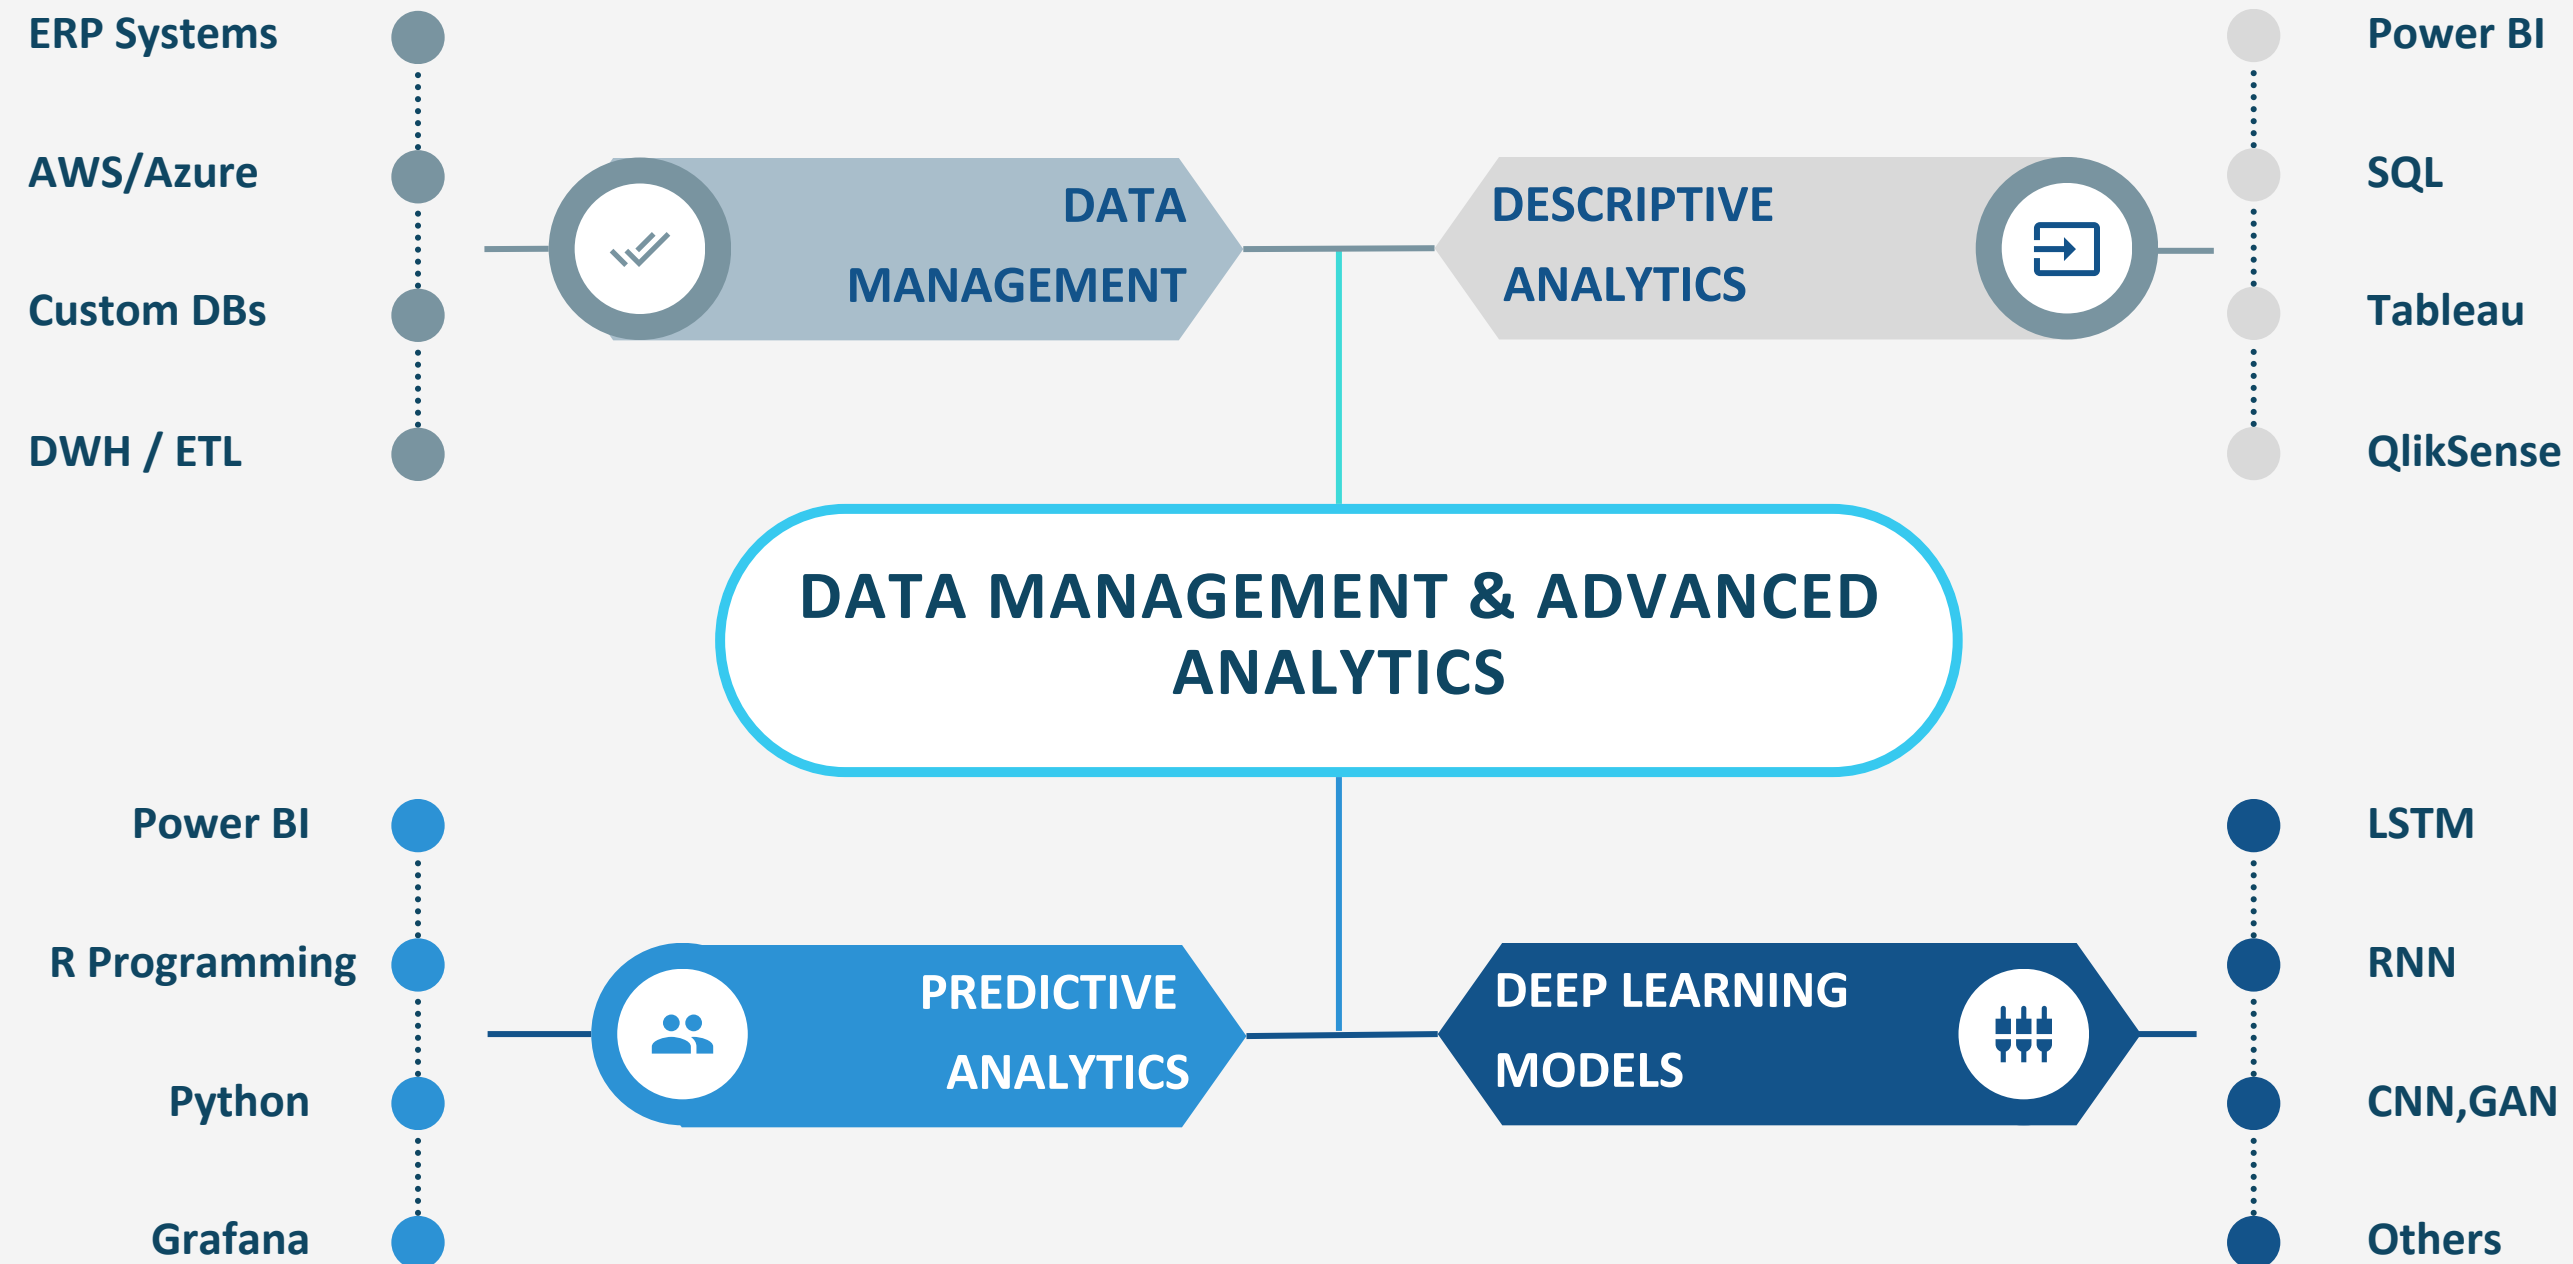 ERP Systems
AWS/Azure
Custom DBs
DWH / ETL
DATA
MANAGEMENT
DESCRIPTIVE
ANALYTICS
Power BI
SQL
Tableau
QlikSense
DATA MANAGEMENT & ADVANCED
ANALYTICS
Power BI
R Programming
Python
Grafana
PREDICTIVE
ANALYTICS
DEEP LEARNING
MODELS
LSTM
RNN
CNN,GAN
Others